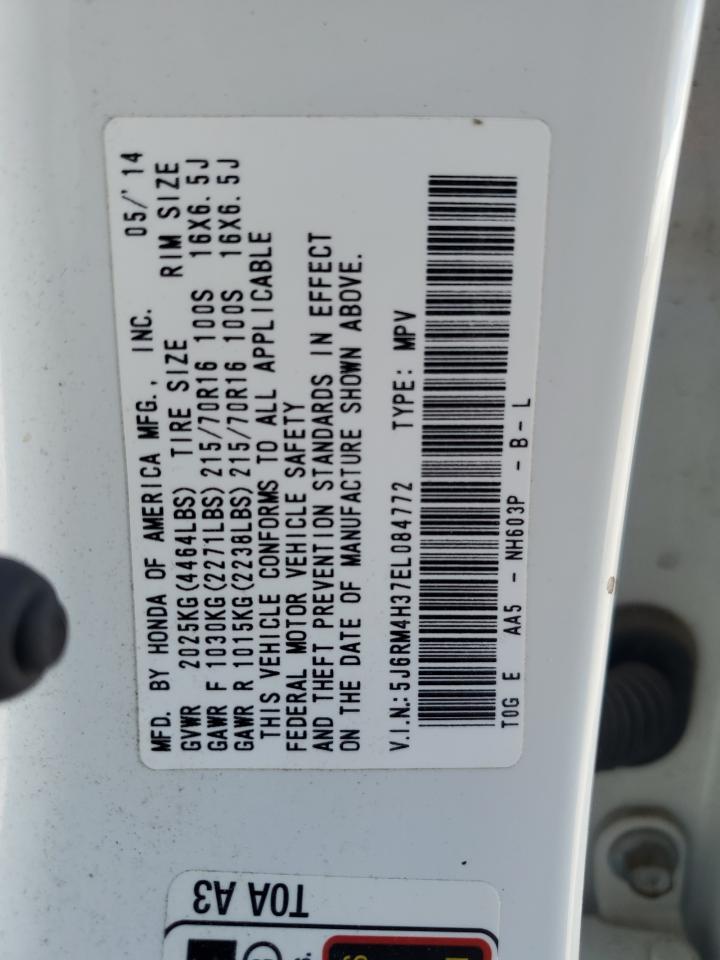 MFD. BY HONDA OF AMERICA MFG., INC. 05/'14
GVWR 2025KG(4464LBS) TIRE SIZE RIM SIZE
GAWR F 1030KG(2271LBS)215/70R16 100S 16X6.5J
GAWR R 1015KG(2238LBS)215/70R16 100S 16X6.5J
THIS VEHICLE CONFORMS TO ALL APPLICABLE
FEDERAL MOTOR VEHICLE SAFETY
AND THEFT PREVENTION STANDARDS IN EFFECT
ON THE DATE OF MANUFACTURE SHOWN ABOVE.
V.I.N.:5J6RM4H37EL084772 TYPE: MPV
T0G E AA5 - NH603P - B - L
T0A A3